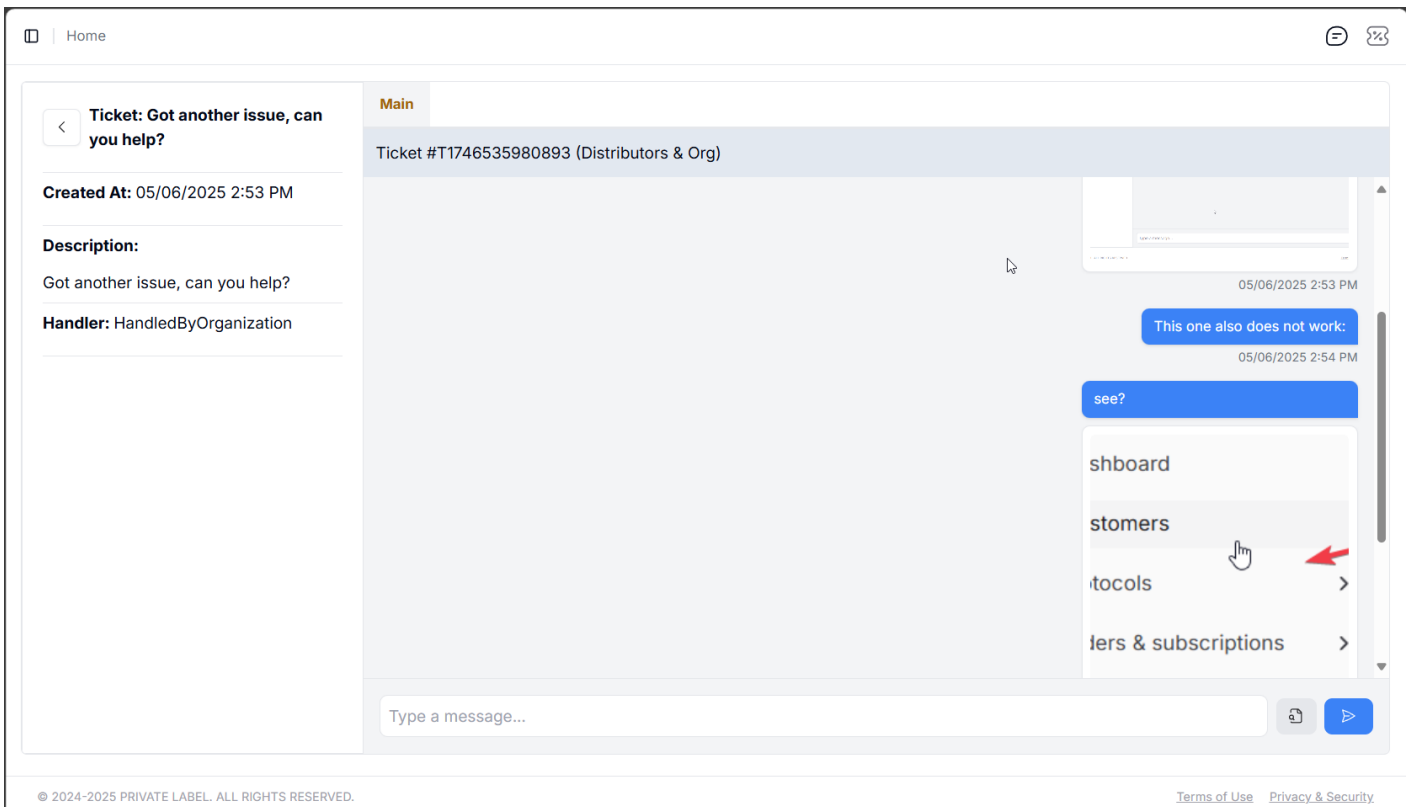 Home
Ticket: Got another issue, can
you help?
Created At: 05/06/2025 2:53 PM
Description:
Got another issue, can you help?
Handler: HandledByOrganization
Main
Ticket #T1746535980893 (Distributors & Org)
05/06/2025 2:53 PM
This one also does not work:
05/06/2025 2:54 PM
see?
shboard
stomers
tocols
ders & subscriptions
Type a message...
© 2024-2025 PRIVATE LABEL. ALL RIGHTS RESERVED.
Terms of Use Privacy & Security